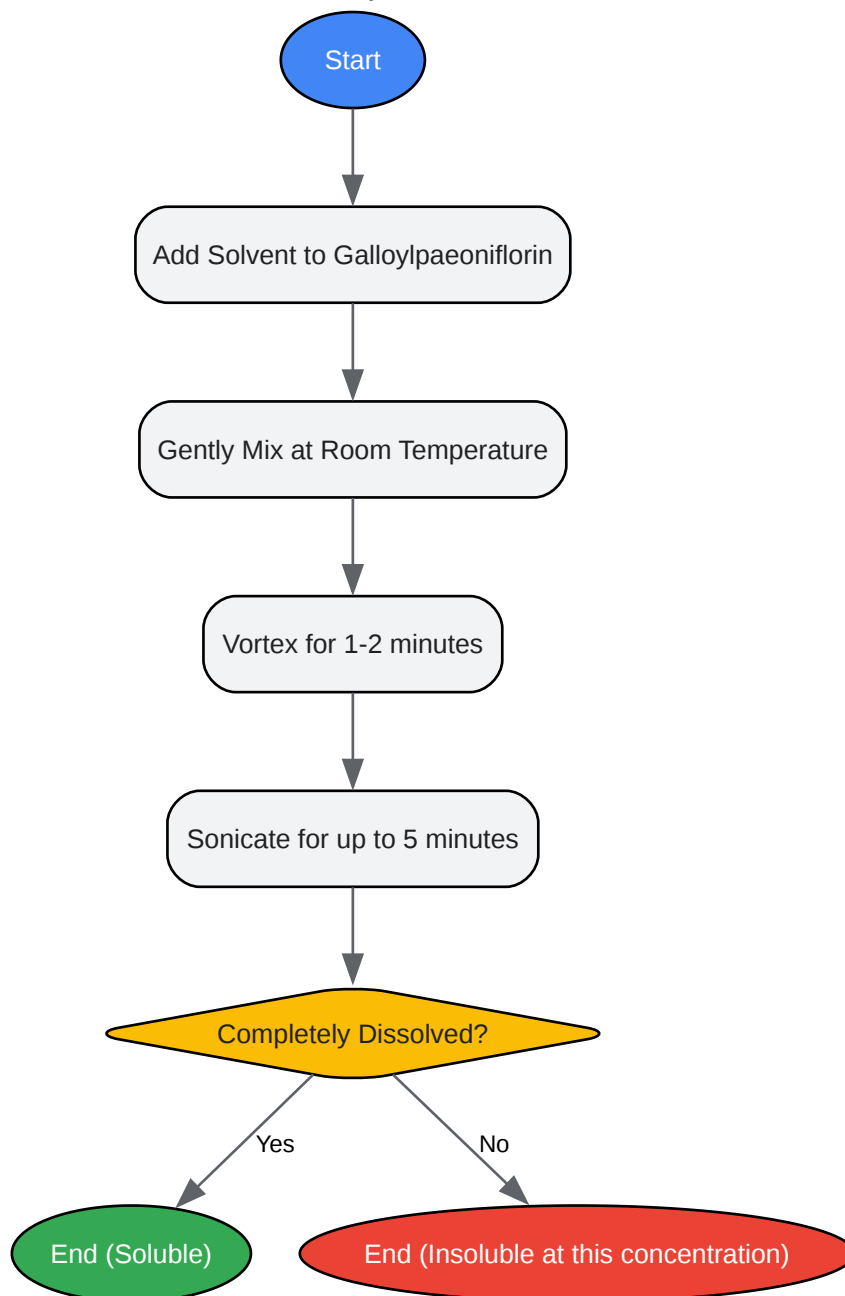 Start
Add Solvent to Galloylpaeoniflorin
Gently Mix at Room Temperature
Vortex for 1-2 minutes
Sonicate for up to 5 minutes
Completely Dissolved?
Yes
No
End (Soluble)
End (Insoluble at this concentration)